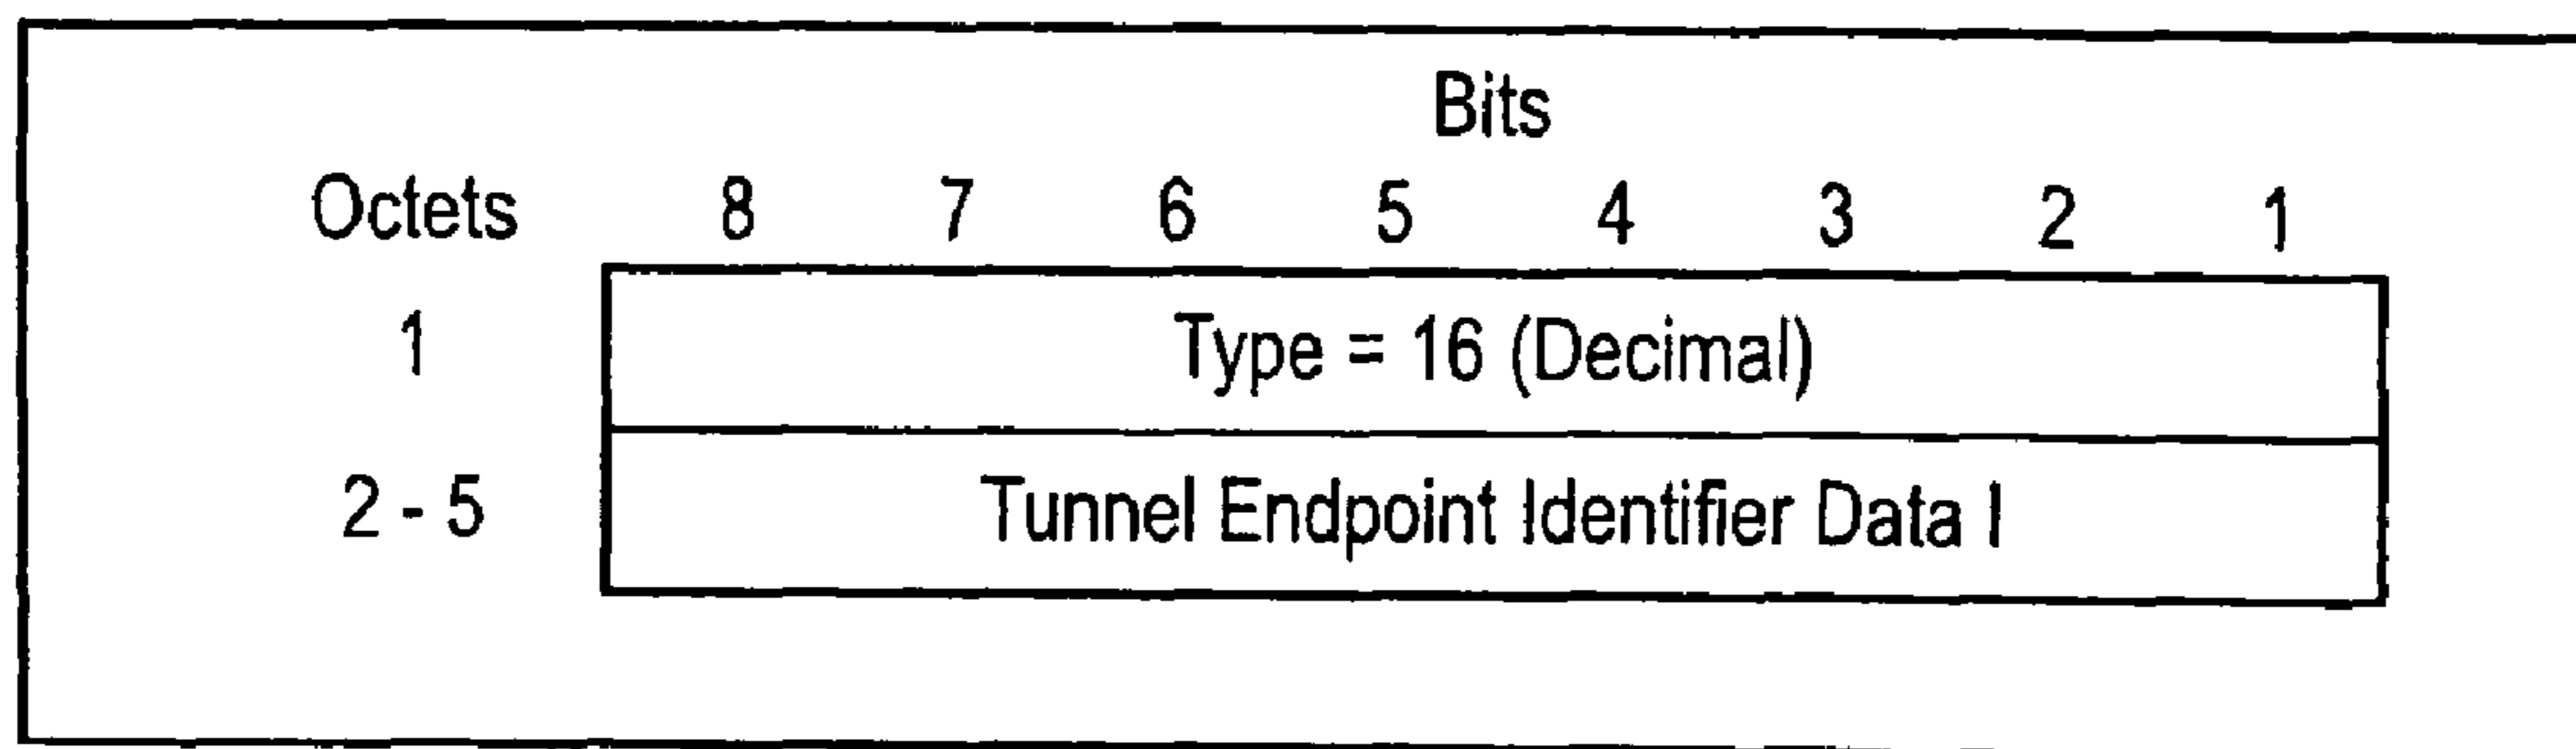 Bits
Octets 8 7 6 5 4 3 2 1
1 Type = 16 (Decimal)
2 - 5 Tunnel Endpoint Identifier Data I